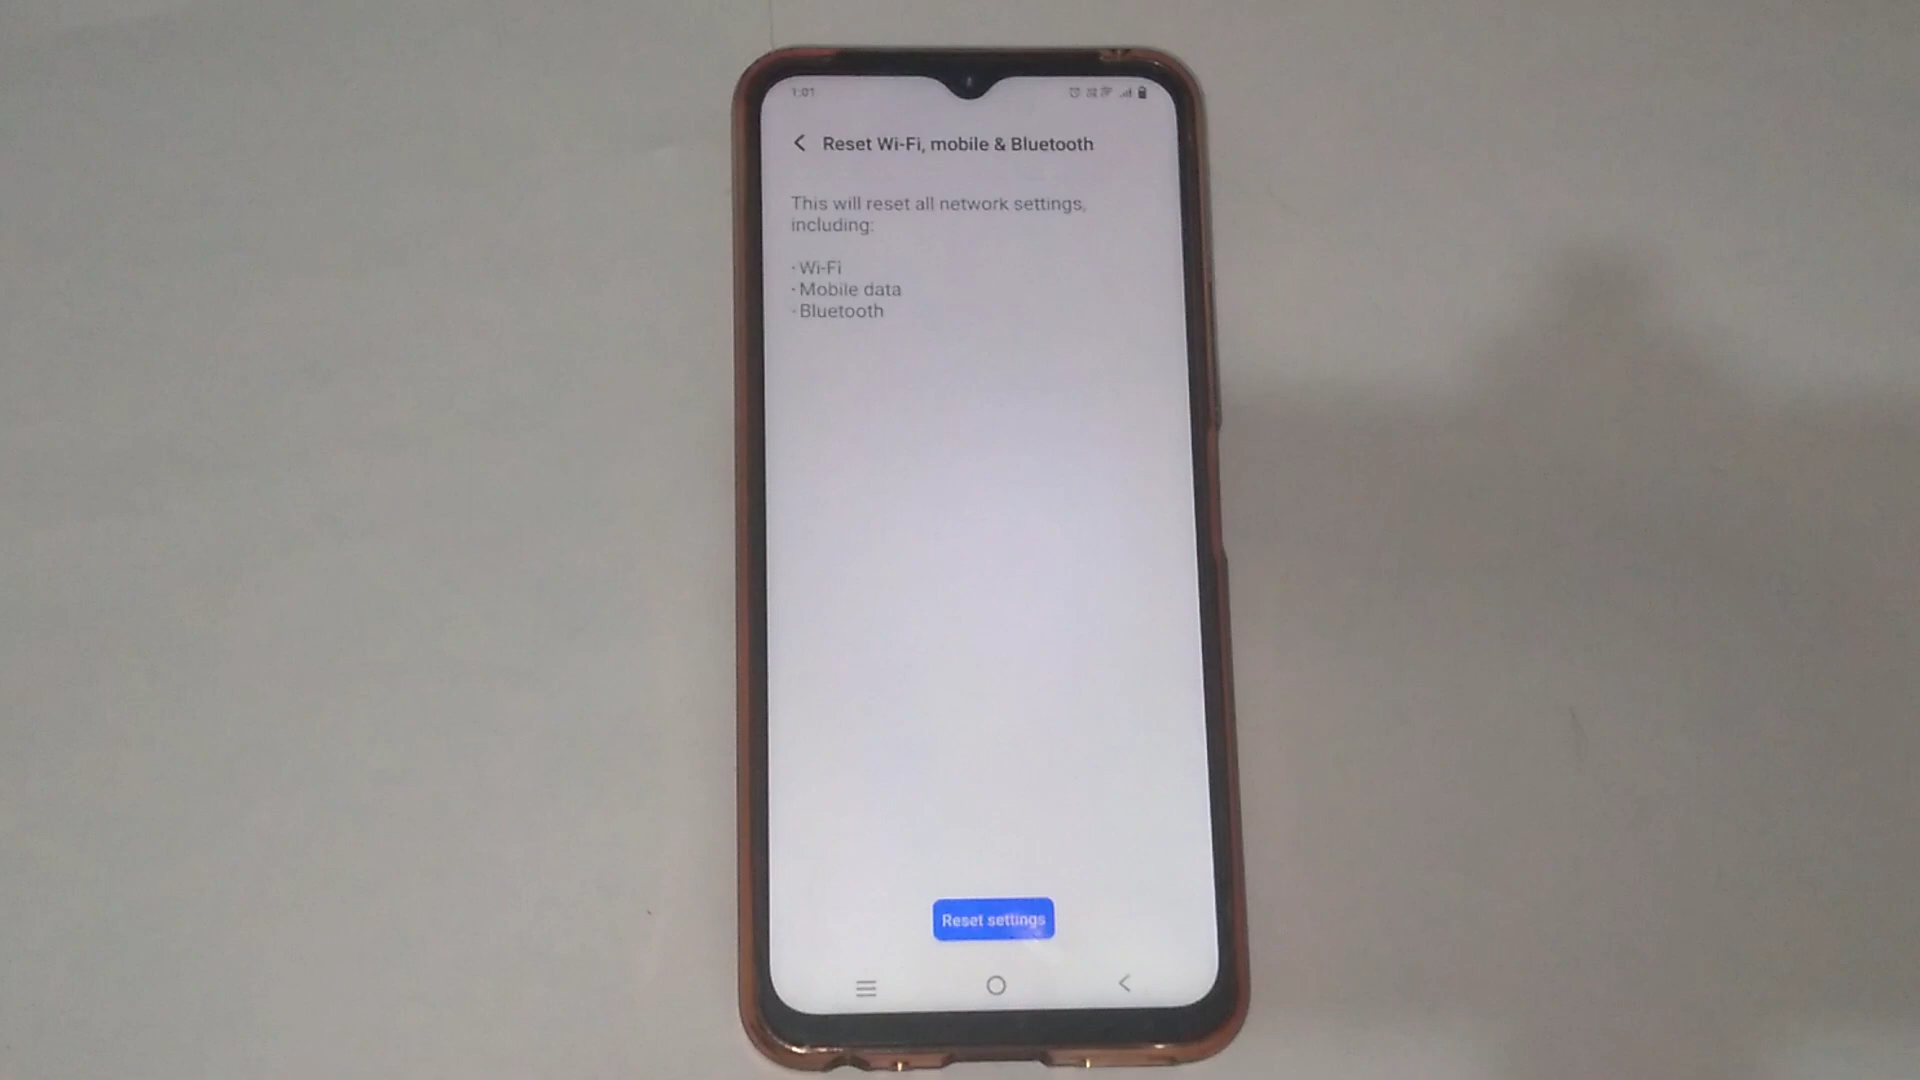 1:01
Reset Wi-Fi, mobile & Bluetooth
This will reset all network settings,
including:
· Wi-Fi
· Mobile data
· Bluetooth
Reset settings